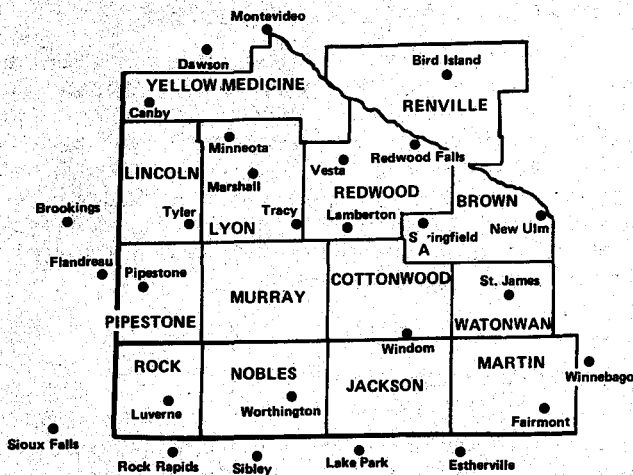 Montevideo
Dawson
Bird Island
YELLOW MEDICINE
RENVILLE
Canby
Minneota
Redwood Falls
Vesta
LINCOLN
Marshall
REDWOOD
BROWN
Brookings
Tyler
Tracy
Lamberton
LYON
New Ulm
S ringfield
A
Flandreau
Pipestone
COTTONWOOD
St. James
MURRAY
PIPESTONE
WATONWAN
Windom
ROCK
NOBLES
JACKSON
MARTIN
Winnebago
Luverne
Worthington
Fairmont
Sioux Falls
Rock Rapids
Sibley
Lake Park
Estherville